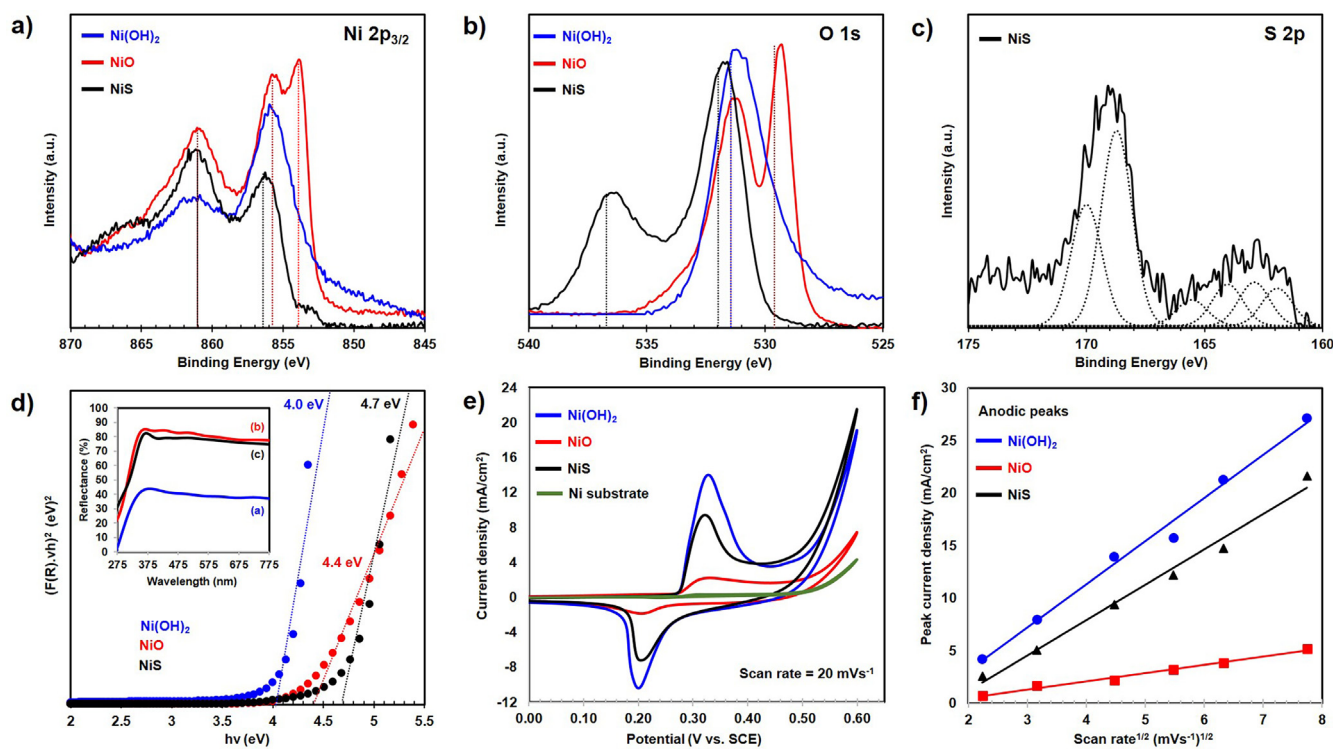 a)
Ni 2p3/2
Ni(OH)2
NiO
NiS
Intensity (a.u.)
870 865 860 855 850 845
Binding Energy (eV)
b)
O 1s
Ni(OH)2
NiO
NiS
Intensity (a.u.)
540 535 530 525
Binding Energy (eV)
c)
S 2p
NiS
Intensity (a.u.)
175 170 165 160
Binding Energy (eV)
d)
4.0 eV
4.7 eV
4.4 eV
100
90
80
70
60
50
40
30
20
10
0
Reflectance (%)
(b)
(c)
(a)
275 375 475 575 675 775
Wavelength (nm)
(F(R).νh)² (eV)²
Ni(OH)2
NiO
NiS
2 2.5 3 3.5 4 4.5 5 5.5
hν (eV)
e)
24
20
16
12
8
4
0
-4
-8
-12
Current density (mA/cm²)
Ni(OH)2
NiO
NiS
Ni substrate
Scan rate = 20 mVs⁻¹
0.00 0.10 0.20 0.30 0.40 0.50 0.60
Potential (V vs. SCE)
f)
30
25
20
15
10
5
0
Peak current density (mA/cm²)
Anodic peaks
Ni(OH)2
NiO
NiS
2 3 4 5 6 7 8
Scan rate1/2 (mVs⁻¹)1/2